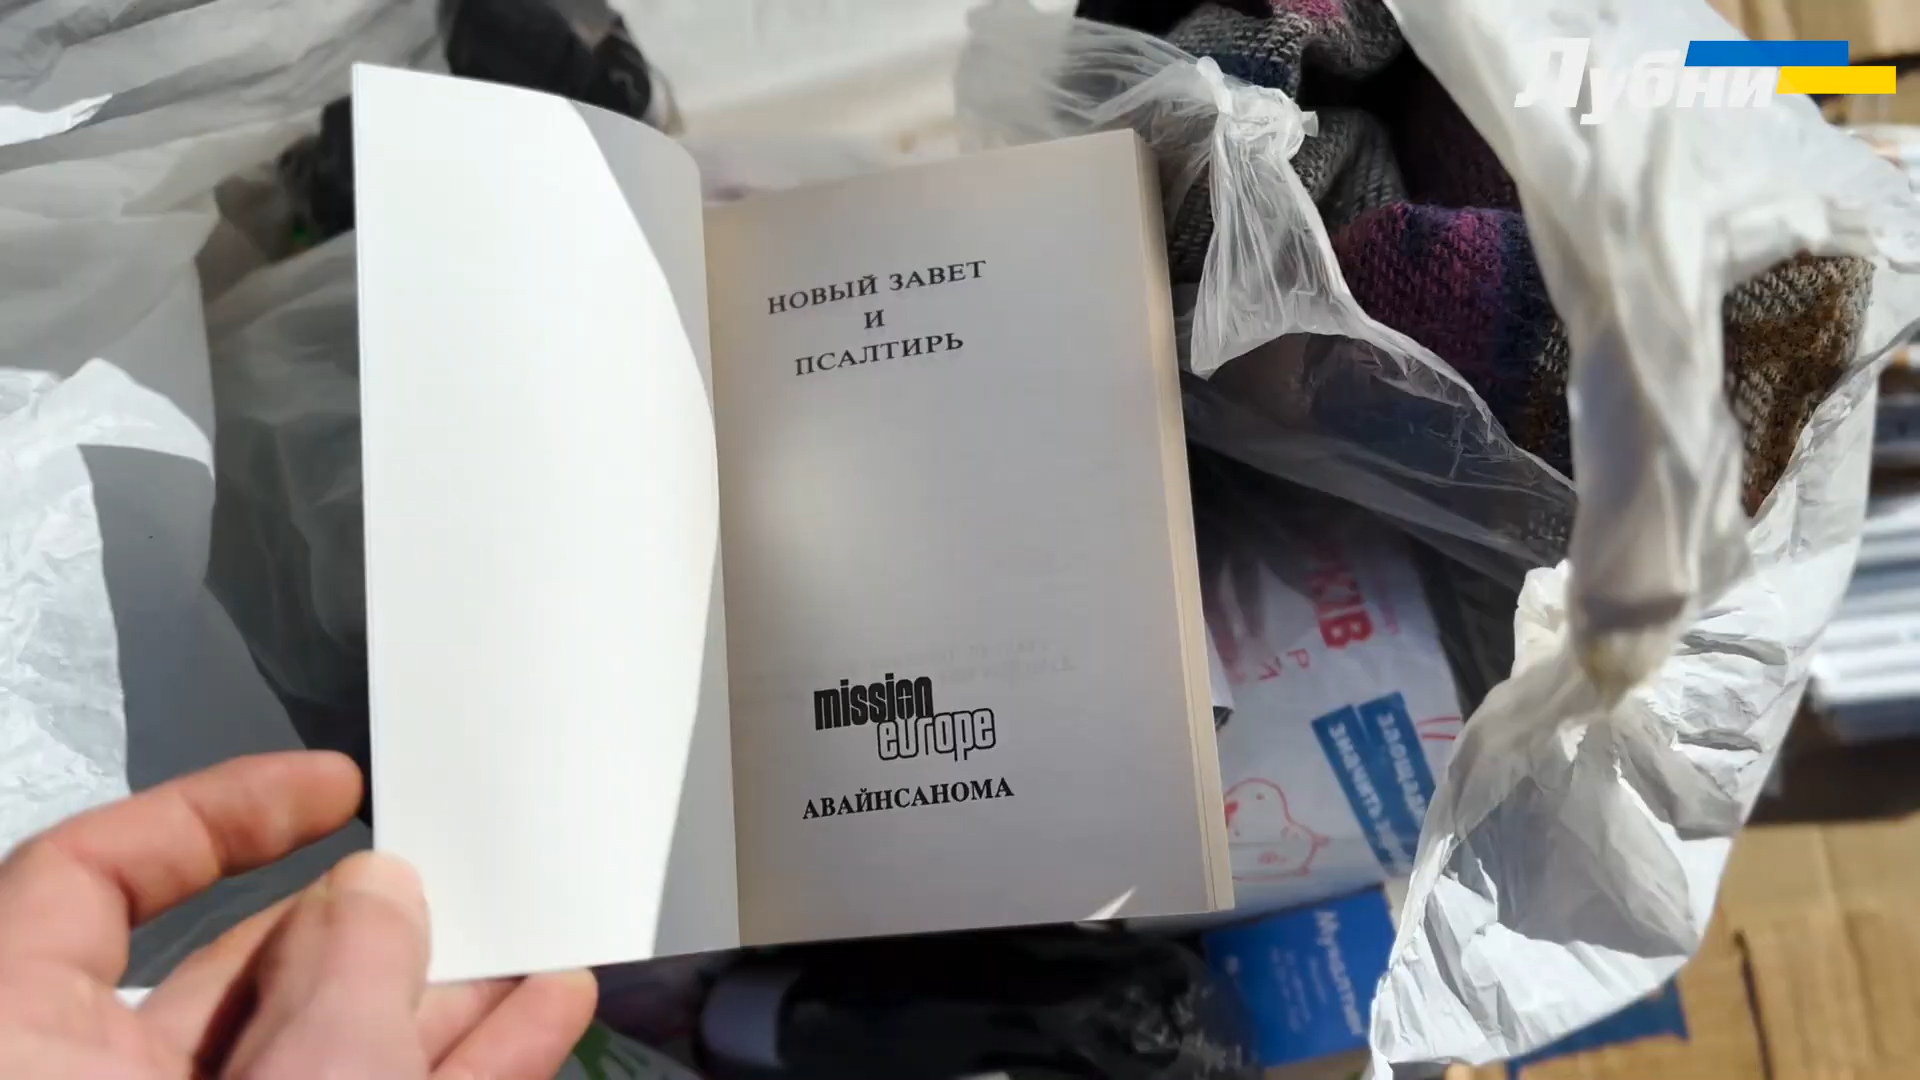 Лубни
НОВЫЙ ЗАВЕТ
И
ПСАЛТИРЬ
mission
europe
АВАЙНСАНОМА